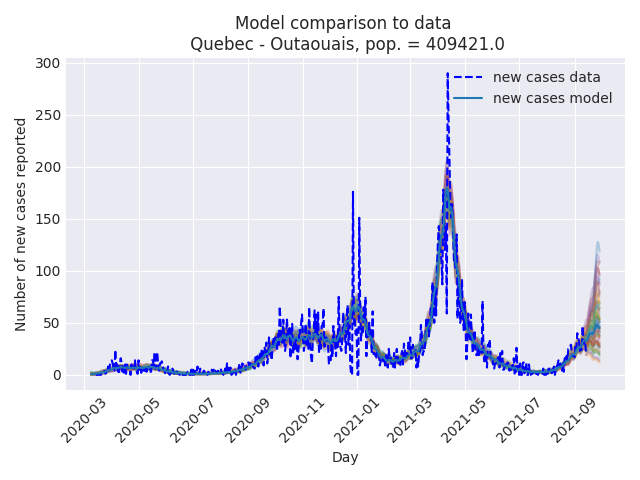 Model comparison to data
Quebec - Outaouais, pop. = 409421.0
new cases data
new cases model
Number of new cases reported
300
250
200
150
100
50
0
2020-03
2020-05
2020-07
2020-09
2020-11
2021-01
2021-03
2021-05
2021-07
2021-09
Day